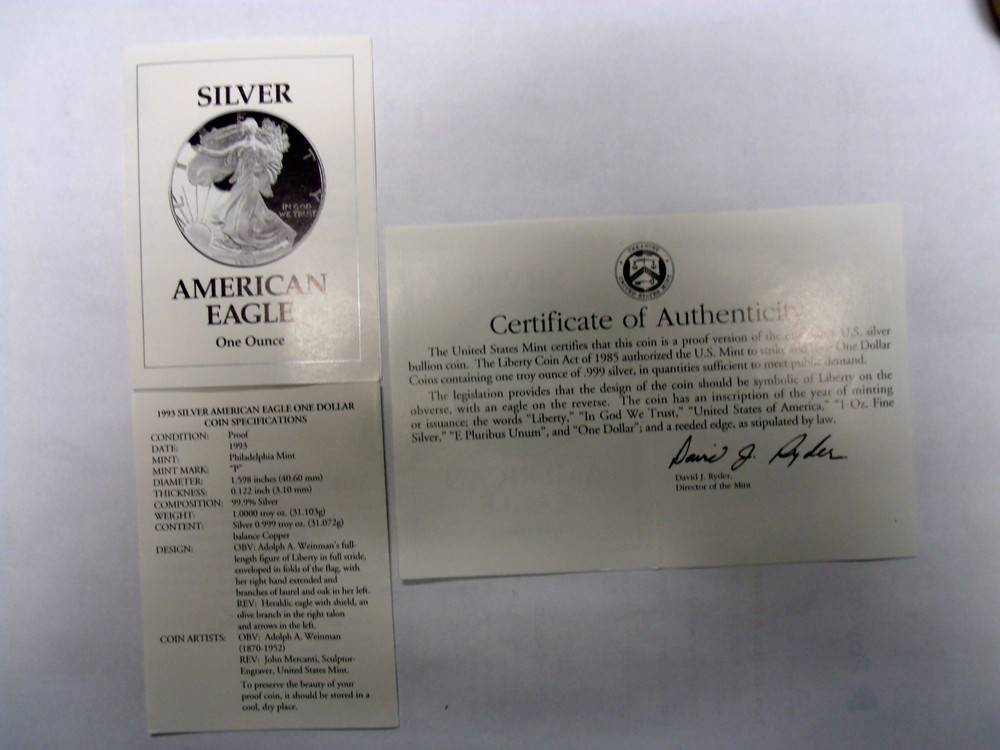 SILVER
IN GOD
WE TRUST
AMERICAN
EAGLE
One Ounce
1993 SILVER AMERICAN EAGLE ONE DOLLAR
COIN SPECIFICATIONS
CONDITION: Proof
DATE: 1993
MINT: Philadelphia Mint
MINT MARK: "P"
DIAMETER: 1.598 inches (40.60 mm)
THICKNESS: 0.122 inch (3.10 mm)
COMPOSITION: 99.9% Silver
WEIGHT: 1.0000 troy oz. (31.103g)
CONTENT: Silver 0.999 troy oz. (31.072g)
balance Copper
DESIGN: OBV: Adolph A. Weinman's full-
length figure of Liberty in full stride,
enveloped in folds of the flag, with
her right hand extended and
branches of laurel and oak in her left.
REV: Heraldic eagle with shield, an
olive branch in the right talon
and arrows in the left.
COIN ARTISTS: OBV: Adolph A. Weinman
(1870-1952)
REV: John Mercanti, Sculptor-
Engraver, United States Mint.
To preserve the beauty of your
proof coin, it should be stored in a
cool, dry place.
Certificate of Authenticity
The United States Mint certifies that this coin is a proof version of the U.S. silver
bullion coin. The Liberty Coin Act of 1985 authorized the U.S. Mint to strike and One Dollar
Coins containing one troy ounce of .999 silver, in quantities sufficient to meet public demand.
The legislation provides that the design of the coin should be symbolic of Liberty on the
obverse, with an eagle on the reverse. The coin has an inscription of the year of minting
or issuance; the words "Liberty," "In God We Trust," "United States of America," "1 Oz. Fine
Silver," "E Pluribus Unum", and "One Dollar"; and a reeded edge, as stipulated by law.
David J. Ryder
David J. Ryder,
Director of the Mint